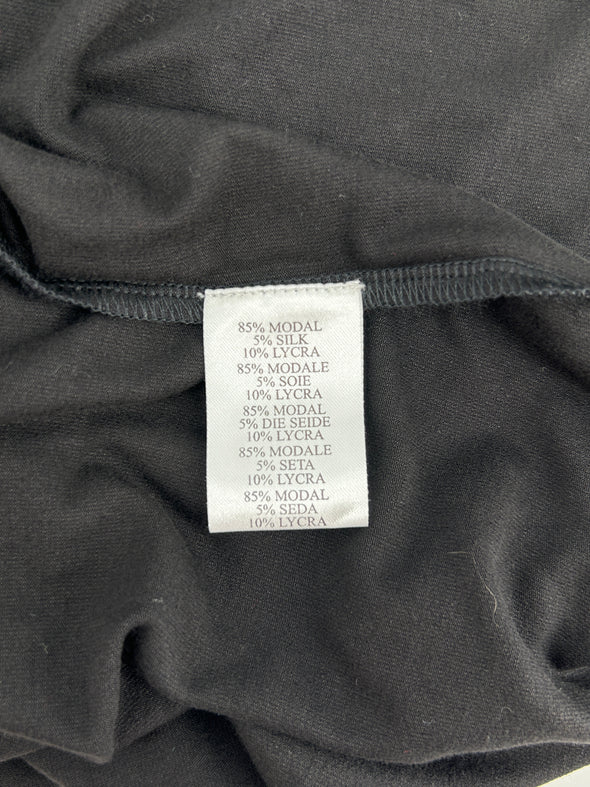 85% MODAL
5% SILK
10% LYCRA
85% MODALE
5% SOIE
10% LYCRA
85% MODAL
5% DIE SEIDE
10% LYCRA
85% MODALE
5% SETA
10% LYCRA
85% MODAL
5% SEDA
10% LYCRA